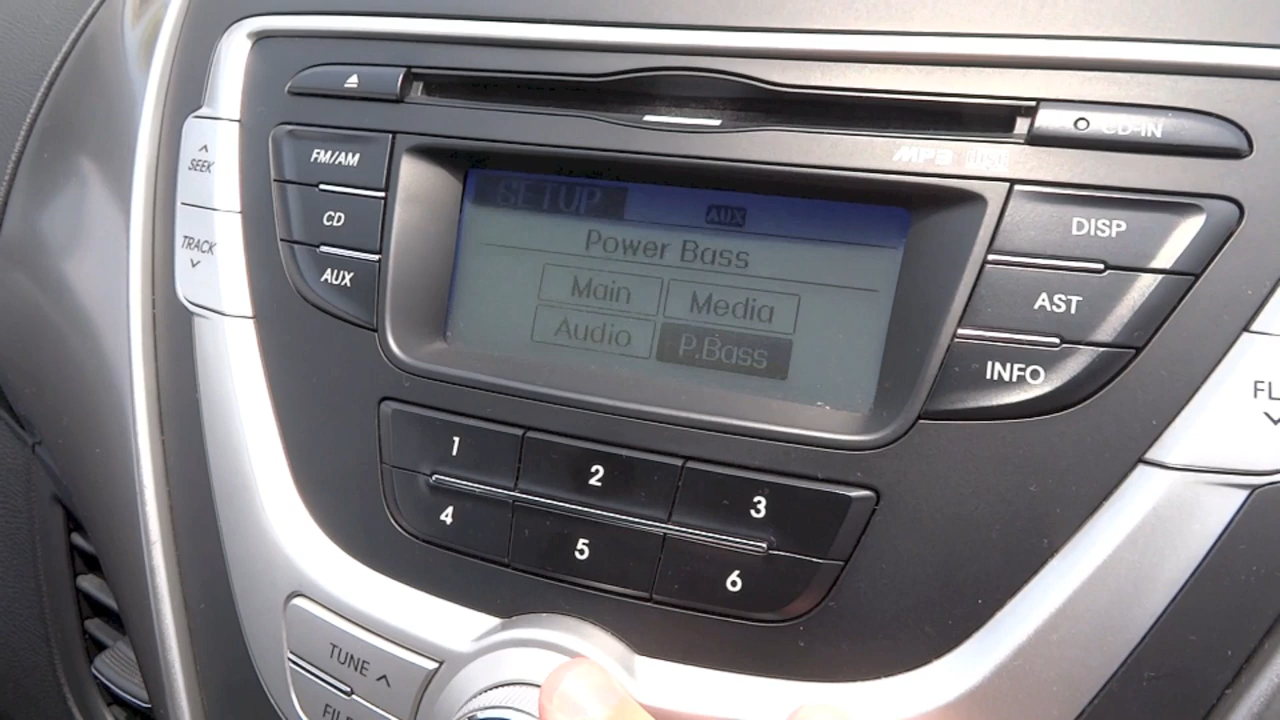 CD-IN
MP3 DISC
SEEK
TRACK
FM/AM
CD
AUX
SETUP
AUX
Power Bass
Main Media
Audio P.Bass
DISP
AST
INFO
1 2 3
4 5 6
TUNE